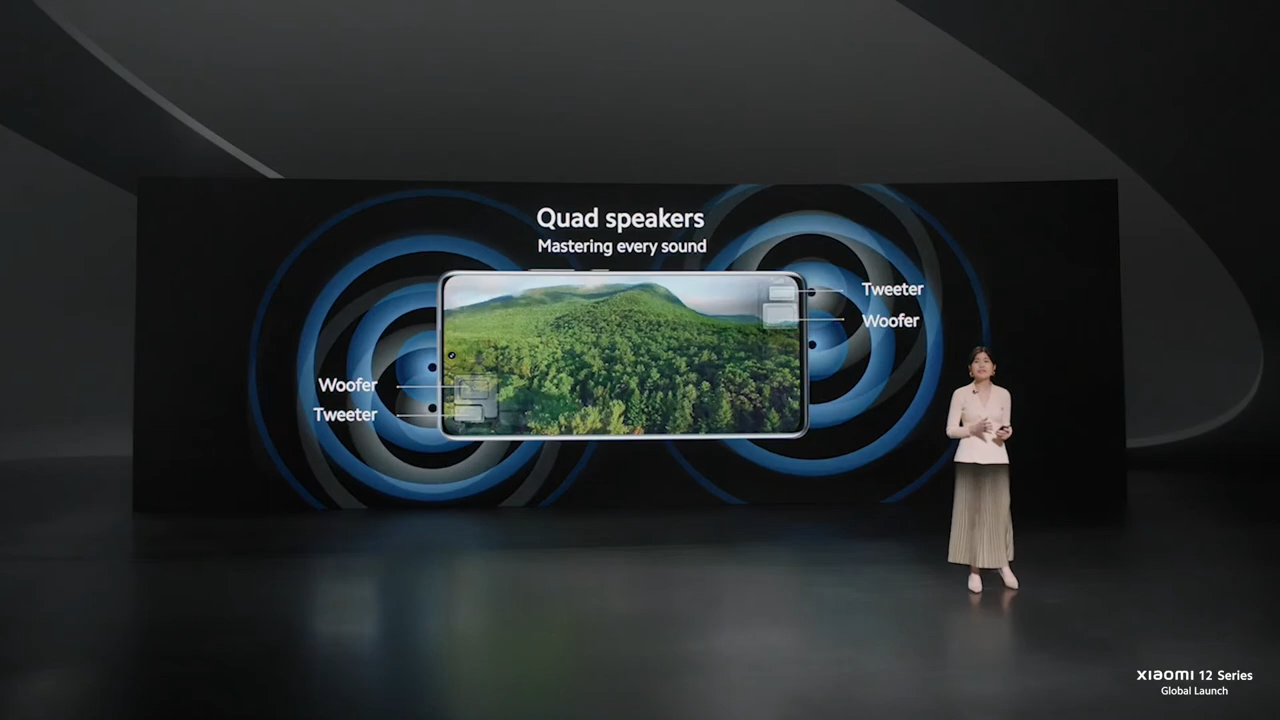 Quad speakers
Mastering every sound
Tweeter
Woofer
Woofer
Tweeter
XIAOMI 12 Series
Global Launch